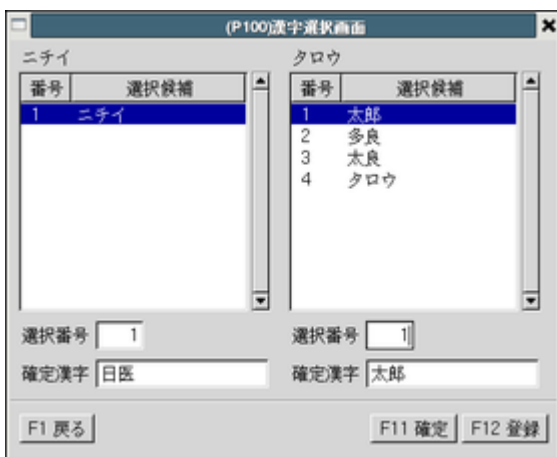 (P100)漢字選択画面
ニチイ
番号 選択候補
1 ニチイ
選択番号 1
確定漢字 日医
タロウ
番号 選択候補
1 太郎
2 多良
3 太良
4 タロウ
選択番号 1
確定漢字 太郎
F1 戻る
F11 確定
F12 登録